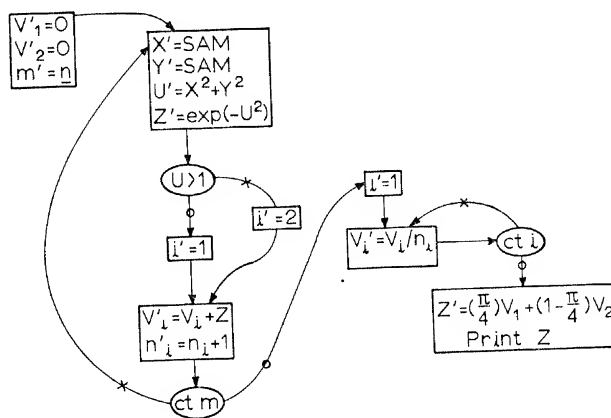 V'₁=0
V'₂=0
m'=n
X'=SAM
Y'=SAM
U'=X²+Y²
Z'=exp(-U²)
U>1
i'=2
i'=1
V'ᵢ=Vᵢ+Z
n'ᵢ=nᵢ+1
ct m
i'=1
Vᵢ'=Vᵢ/nᵢ
ct i
Z'=(π/4)V₁+(1-π/4)V₂
Print Z